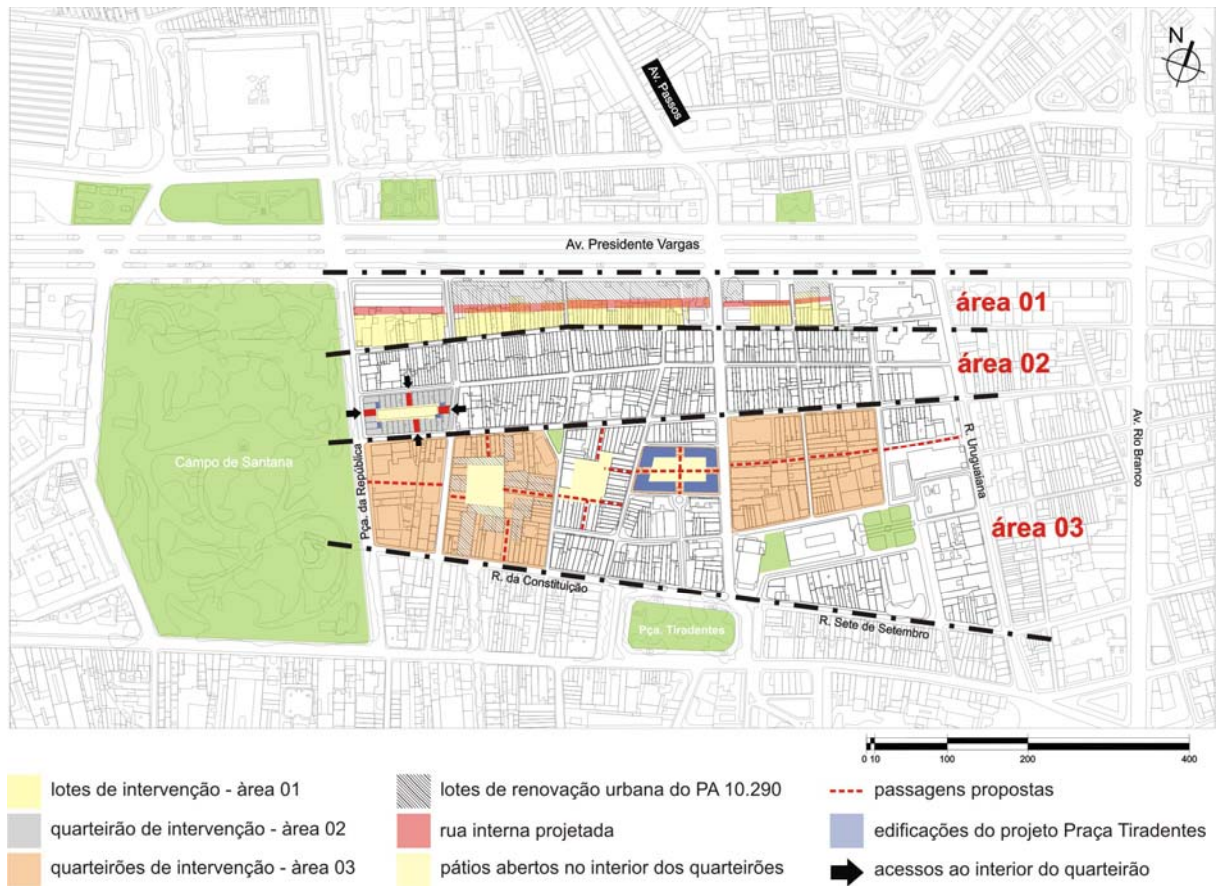 N
Av. Passos
Av. Presidente Vargas
área 01
área 02
Campo de Santana
Pça. da República
R. Uruguaiana
Av. Rio Branco
área 03
R. da Constituição
Pça. Tiradentes
R. Sete de Setembro
0 10 100 200 400
lotes de intervenção - àrea 01
quarteirão de intervenção - àrea 02
quarteirões de intervenção - àrea 03
lotes de renovação urbana do PA 10.290
rua interna projetada
pátios abertos no interior dos quarteirões
passagens propostas
edificações do projeto Praça Tiradentes
acessos ao interior do quarteirão